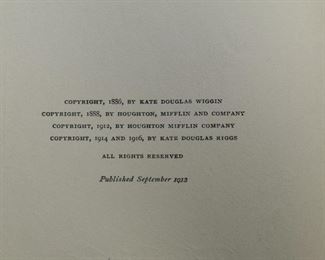 COPYRIGHT, 1886, BY KATE DOUGLAS WIGGIN
COPYRIGHT, 1888, BY HOUGHTON, MIFFLIN AND COMPANY
COPYRIGHT, 1912, BY HOUGHTON MIFFLIN COMPANY
COPYRIGHT, 1914 AND 1916, BY KATE DOUGLAS RIGGS
ALL RIGHTS RESERVED
Published September 1912